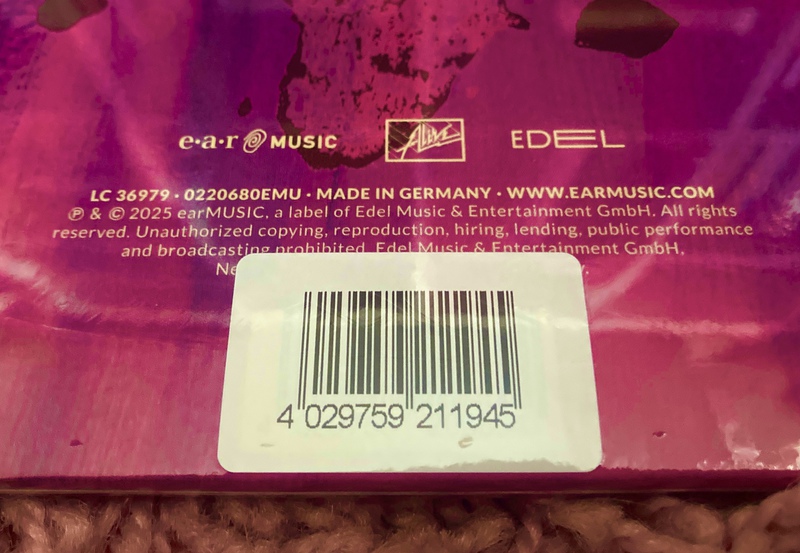 e·a·r MUSIC Alive EDEL
LC 36979 · 0220680EMU · MADE IN GERMANY · WWW.EARMUSIC.COM
℗ & © 2025 earMUSIC, a label of Edel Music & Entertainment GmbH. All rights
reserved. Unauthorized copying, reproduction, hiring, lending, public performance
and broadcasting prohibited. Edel Music & Entertainment GmbH,
4 029759 211945